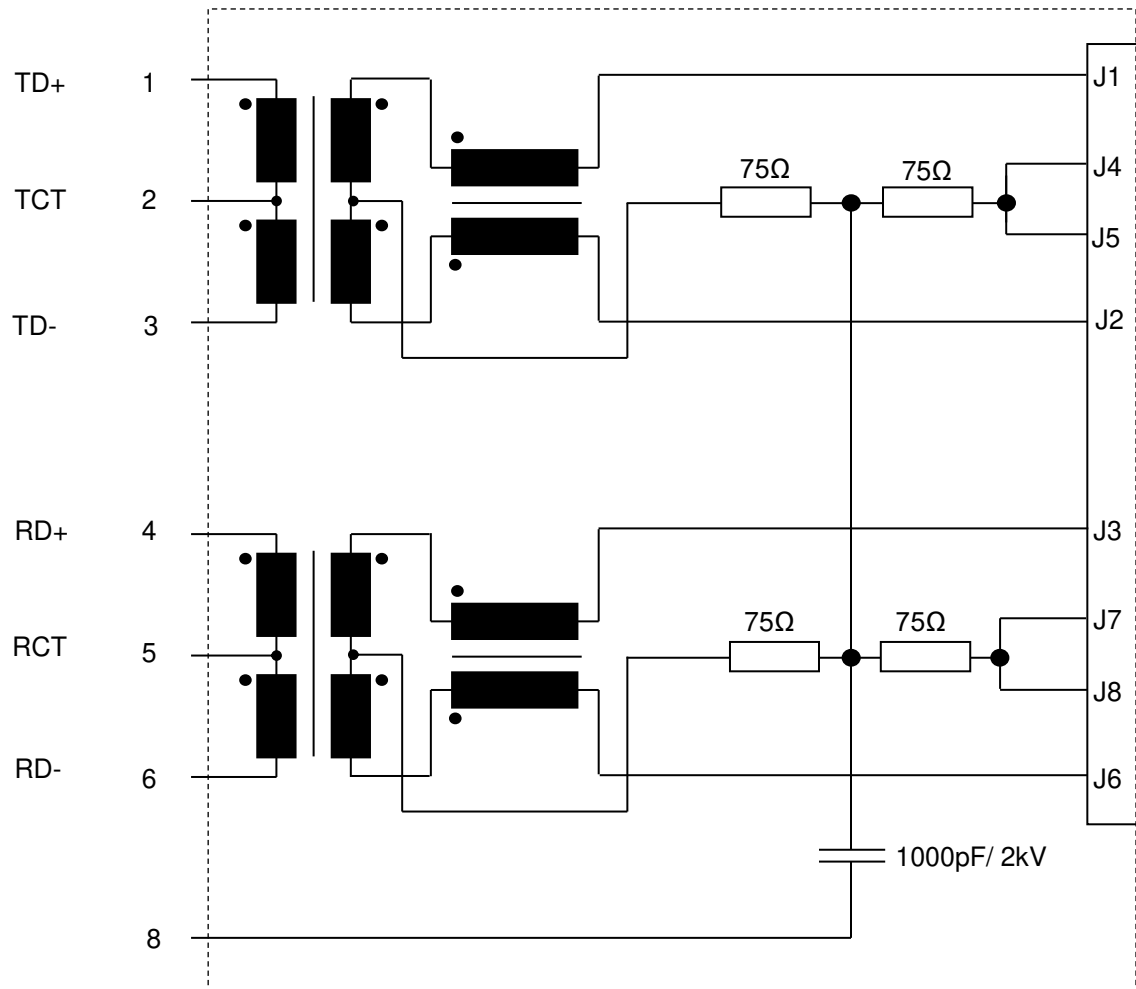 TD+ 1
J1
75Ω 75Ω
J4
TCT 2
J5
TD- 3
J2
RD+ 4
J3
75Ω 75Ω
J7
RCT 5
J8
RD- 6
J6
1000pF/ 2kV
8